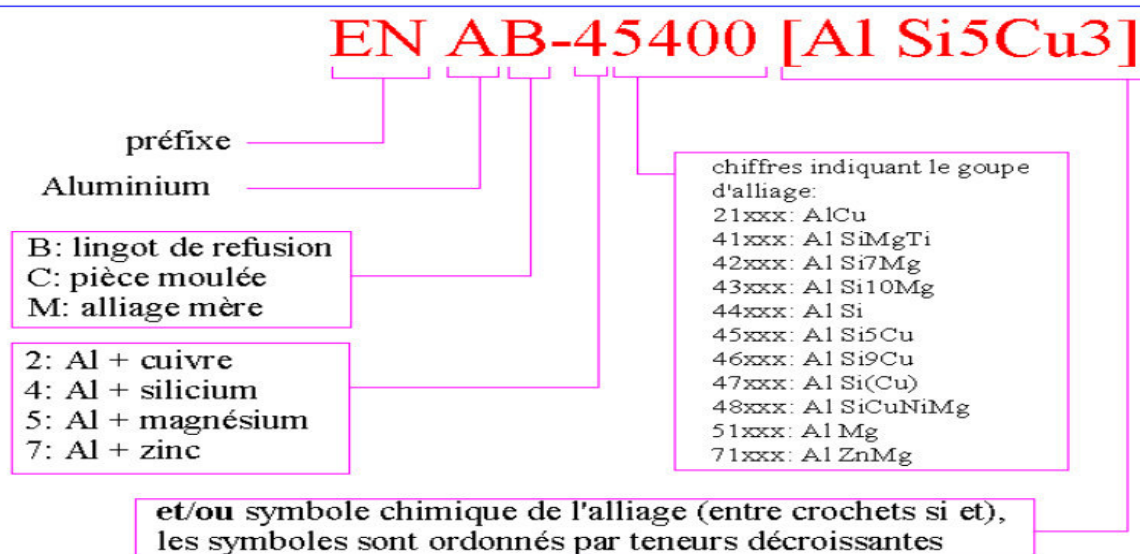 EN AB-45400 [Al Si5Cu3]
préfixe
Aluminium
B: lingot de refusion
C: pièce moulée
M: alliage mère
2: Al + cuivre
4: Al + silicium
5: Al + magnésium
7: Al + zinc
chiffres indiquant le goupe
d'alliage:
21xxx: AlCu
41xxx: Al SiMgTi
42xxx: Al Si7Mg
43xxx: Al Si10Mg
44xxx: Al Si
45xxx: Al Si5Cu
46xxx: Al Si9Cu
47xxx: Al Si(Cu)
48xxx: Al SiCuNiMg
51xxx: Al Mg
71xxx: Al ZnMg
et/ou symbole chimique de l'alliage (entre crochets si et),
les symboles sont ordonnés par teneurs décroissantes